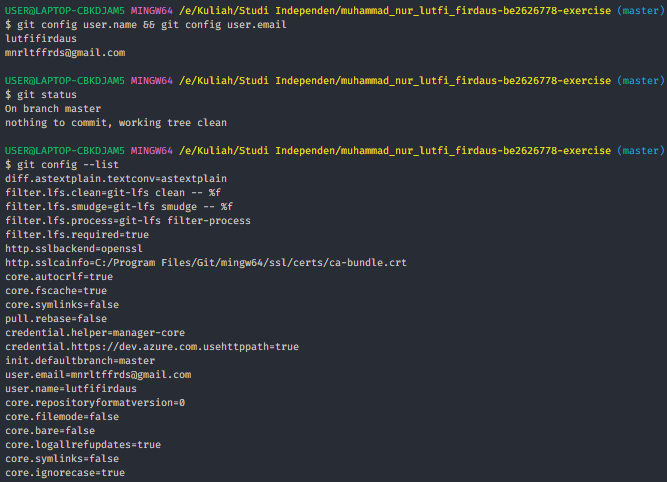 USER@LAPTOP-CBKDJAM5 MINGW64 /e/Kuliah/Studi Independen/muhammad_nur_lutfi_firdaus-be2626778-exercise (master)
$ git config user.name && git config user.email
lutfifirdaus
mnrltffrds@gmail.com
USER@LAPTOP-CBKDJAM5 MINGW64 /e/Kuliah/Studi Independen/muhammad_nur_lutfi_firdaus-be2626778-exercise (master)
$ git status
On branch master
nothing to commit, working tree clean
USER@LAPTOP-CBKDJAM5 MINGW64 /e/Kuliah/Studi Independen/muhammad_nur_lutfi_firdaus-be2626778-exercise (master)
$ git config --list
diff.astextplain.textconv=astextplain
filter.lfs.clean=git-lfs clean -- %f
filter.lfs.smudge=git-lfs smudge -- %f
filter.lfs.process=git-lfs filter-process
filter.lfs.required=true
http.sslbackend=openssl
http.sslcainfo=C:/Program Files/Git/mingw64/ssl/certs/ca-bundle.crt
core.autocrlf=true
core.fscache=true
core.symlinks=false
pull.rebase=false
credential.helper=manager-core
credential.https://dev.azure.com.usehttppath=true
init.defaultbranch=master
user.email=mnrltffrds@gmail.com
user.name=lutfifirdaus
core.repositoryformatversion=0
core.filemode=false
core.bare=false
core.logallrefupdates=true
core.symlinks=false
core.ignorecase=true